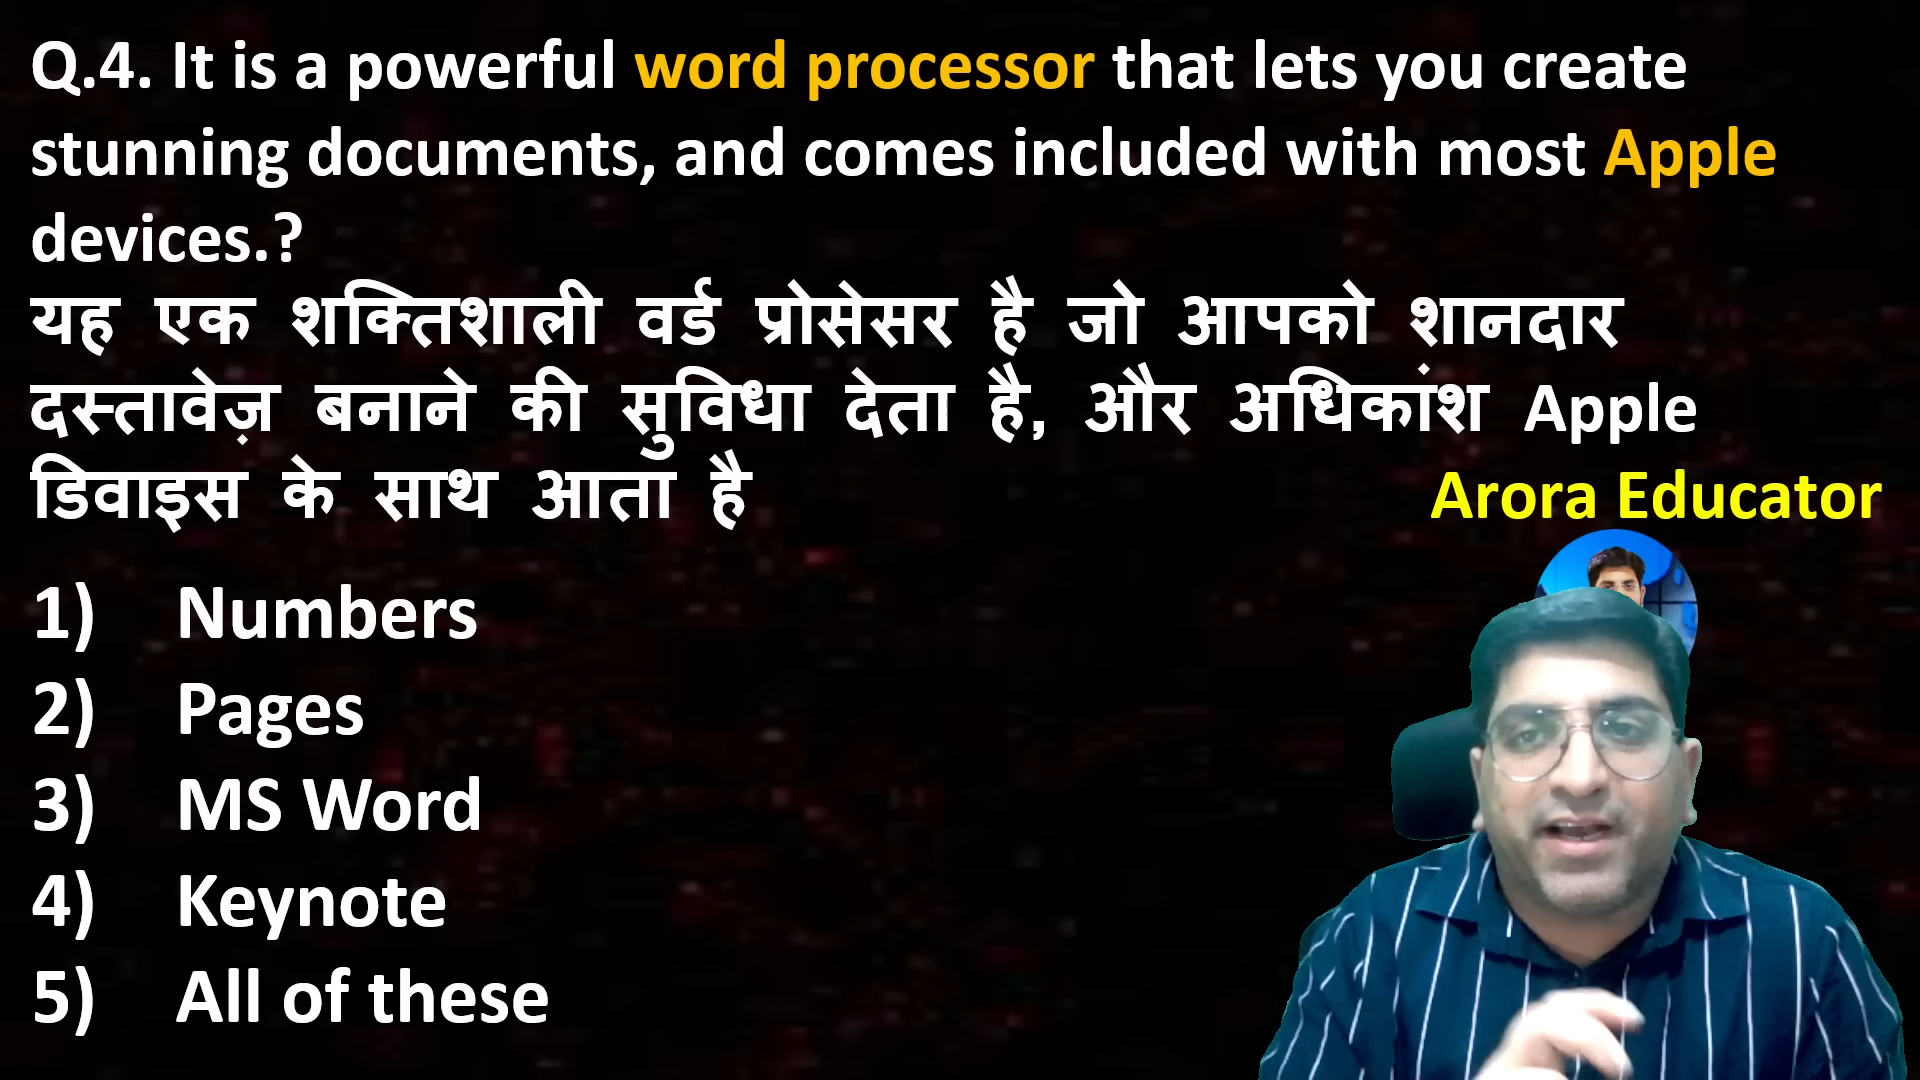 Q.4. It is a powerful word processor that lets you create
stunning documents, and comes included with most Apple
devices.?
यह एक शक्तिशाली वर्ड प्रोसेसर है जो आपको शानदार
दस्तावेज़ बनाने की सुविधा देता है, और अधिकांश Apple
डिवाइस के साथ आता है
Arora Educator
1) Numbers
2) Pages
3) MS Word
4) Keynote
5) All of these